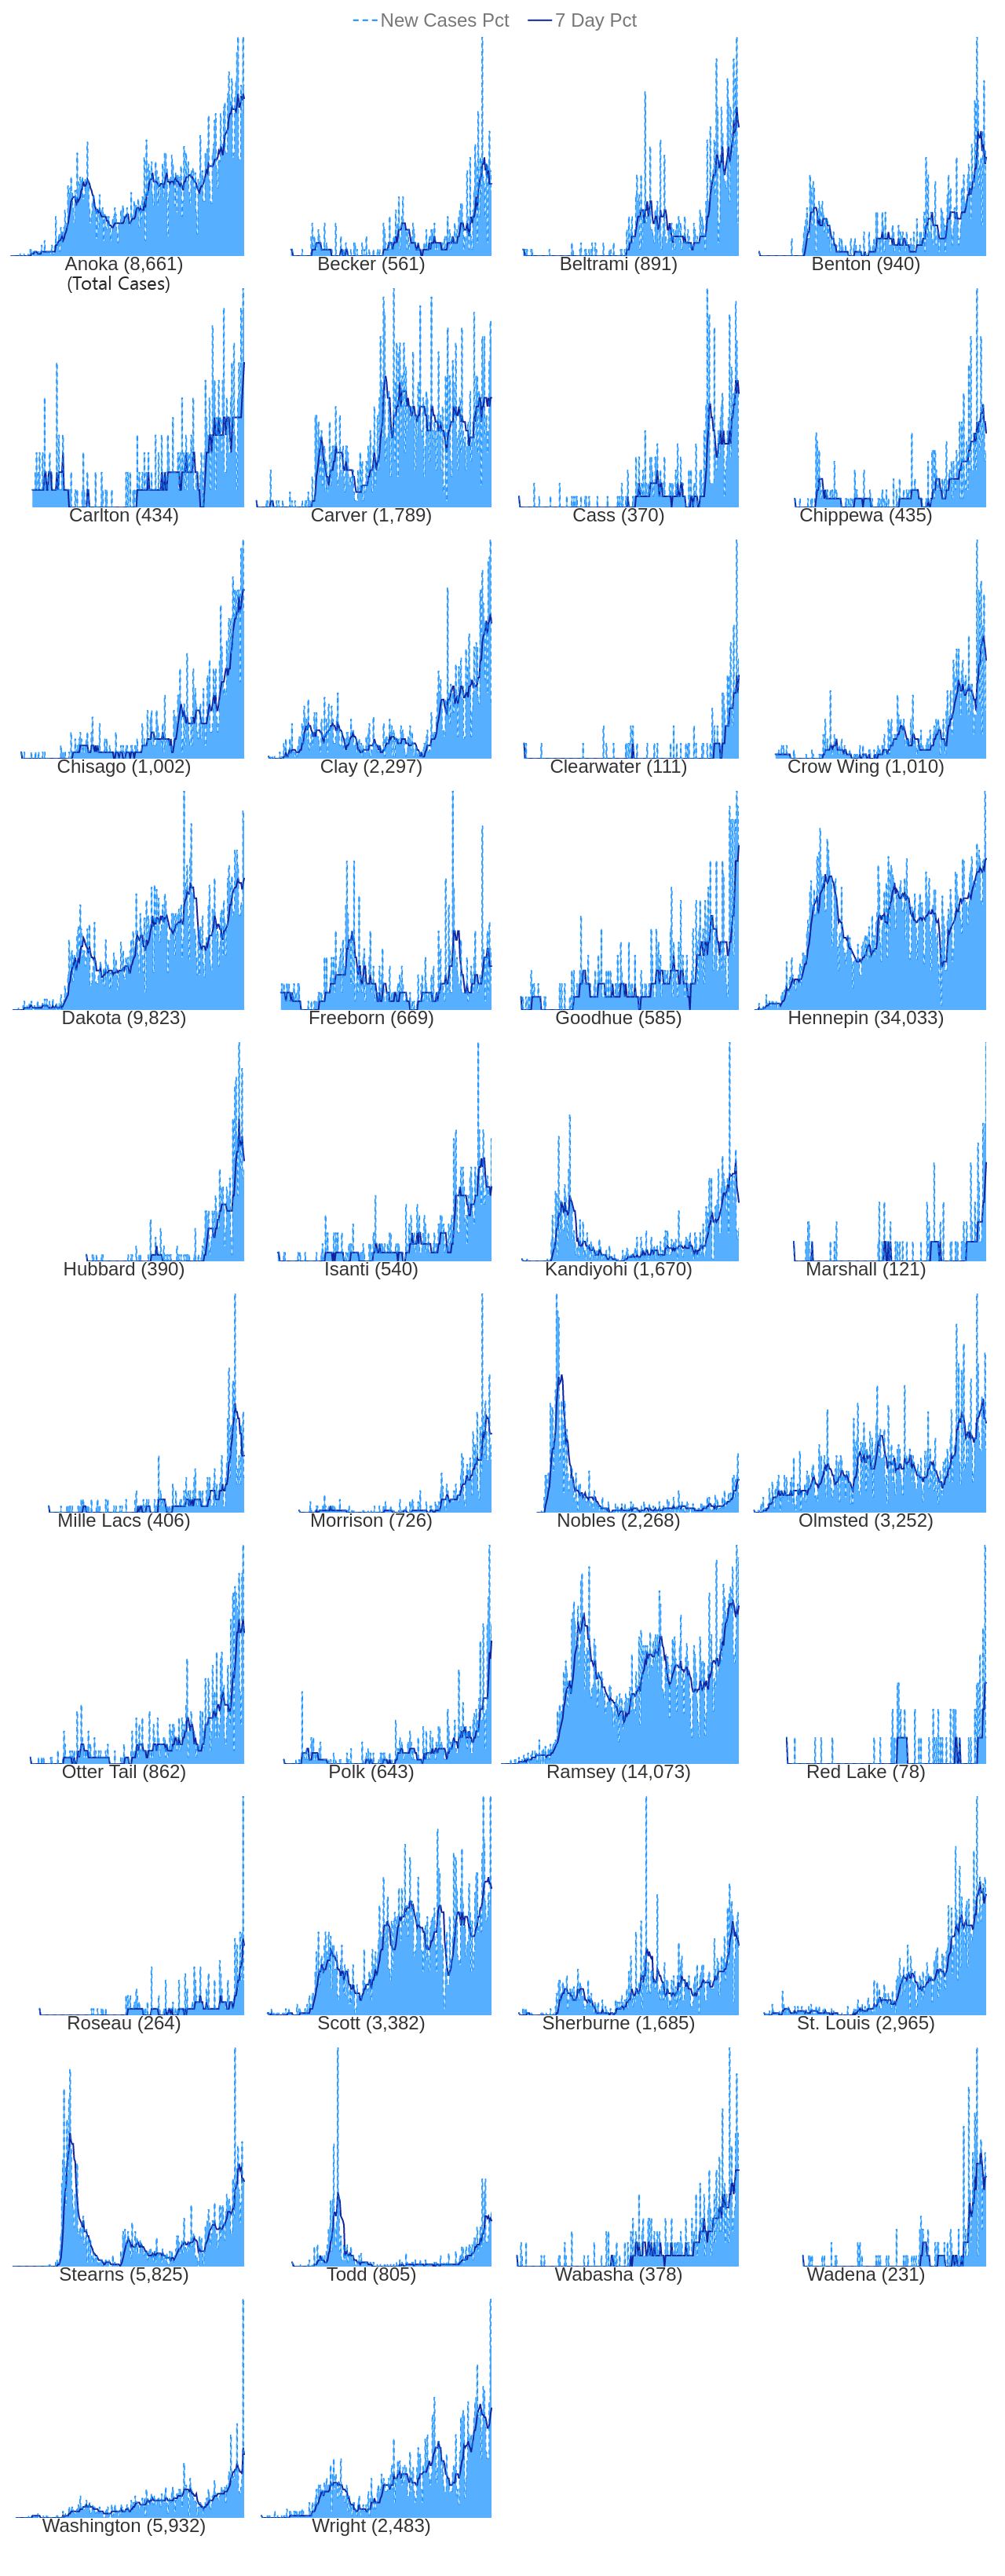 New Cases Pct 7 Day Pct
Anoka (8,661) Becker (561) Beltrami (891) Benton (940)
(Total Cases)
Carlton (434) Carver (1,789) Cass (370) Chippewa (435)
Chisago (1,002) Clay (2,297) Clearwater (111) Crow Wing (1,010)
Dakota (9,823) Freeborn (669) Goodhue (585) Hennepin (34,033)
Hubbard (390) Isanti (540) Kandiyohi (1,670) Marshall (121)
Mille Lacs (406) Morrison (726) Nobles (2,268) Olmsted (3,252)
Otter Tail (862) Polk (643) Ramsey (14,073) Red Lake (78)
Roseau (264) Scott (3,382) Sherburne (1,685) St. Louis (2,965)
Stearns (5,825) Todd (805) Wabasha (378) Wadena (231)
Washington (5,932) Wright (2,483)